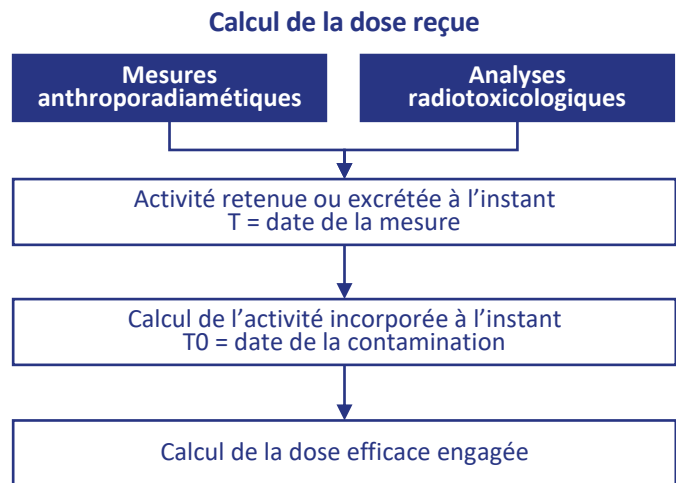 Calcul de la dose reçue
Mesures
anthroporadiamétiques
Analyses
radiotoxicologiques
Activité retenue ou excrétée à l’instant
T = date de la mesure
Calcul de l’activité incorporée à l’instant
T0 = date de la contamination
Calcul de la dose efficace engagée